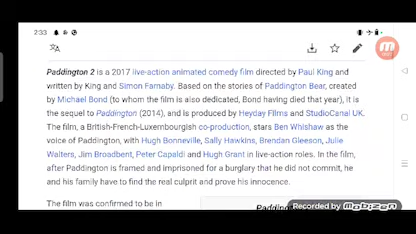 2:33
Paddington 2 is a 2017 live-action animated comedy film directed by Paul King and
written by King and Simon Farnaby. Based on the stories of Paddington Bear, created
by Michael Bond (to whom the film is also dedicated, Bond having died that year), it is
the sequel to Paddington (2014), and is produced by Heyday Films and StudioCanal UK.
The film, a British-French-Luxembourgish co-production, stars Ben Whishaw as the
voice of Paddington, with Hugh Bonneville, Sally Hawkins, Brendan Gleeson, Julie
Walters, Jim Broadbent, Peter Capaldi and Hugh Grant in live-action roles. In the film,
after Paddington is framed and imprisoned for a burglary that he did not commit, he
and his family have to find the real culprit and prove his innocence.
The film was confirmed to be in
Paddington
Recorded by mobizen